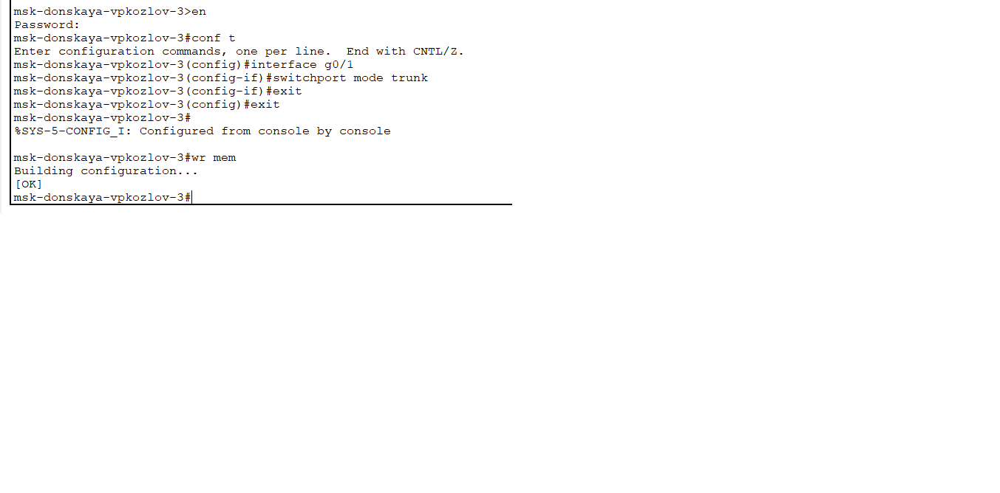 msk-donskaya-vpkozlov-3>en
Password:
msk-donskaya-vpkozlov-3#conf t
Enter configuration commands, one per line.  End with CNTL/Z.
msk-donskaya-vpkozlov-3(config)#interface g0/1
msk-donskaya-vpkozlov-3(config-if)#switchport mode trunk
msk-donskaya-vpkozlov-3(config-if)#exit
msk-donskaya-vpkozlov-3(config)#exit
msk-donskaya-vpkozlov-3#
%SYS-5-CONFIG_I: Configured from console by console
msk-donskaya-vpkozlov-3#wr mem
Building configuration...
[OK]
msk-donskaya-vpkozlov-3#